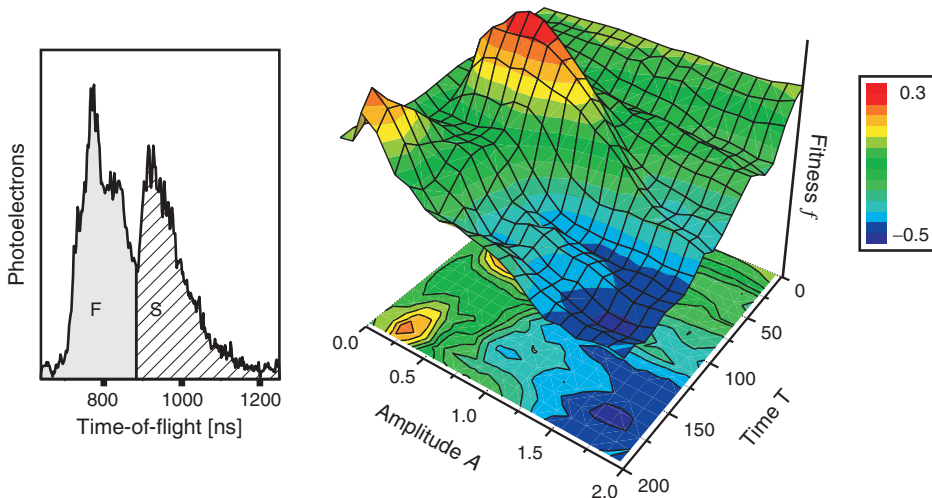 Photoelectrons
F
S
800
1000
1200
Time-of-flight [ns]
0.0
0.5
1.0
1.5
2.0
Amplitude A
0
50
100
150
200
Time T
Fitness f
0.3
−0.5